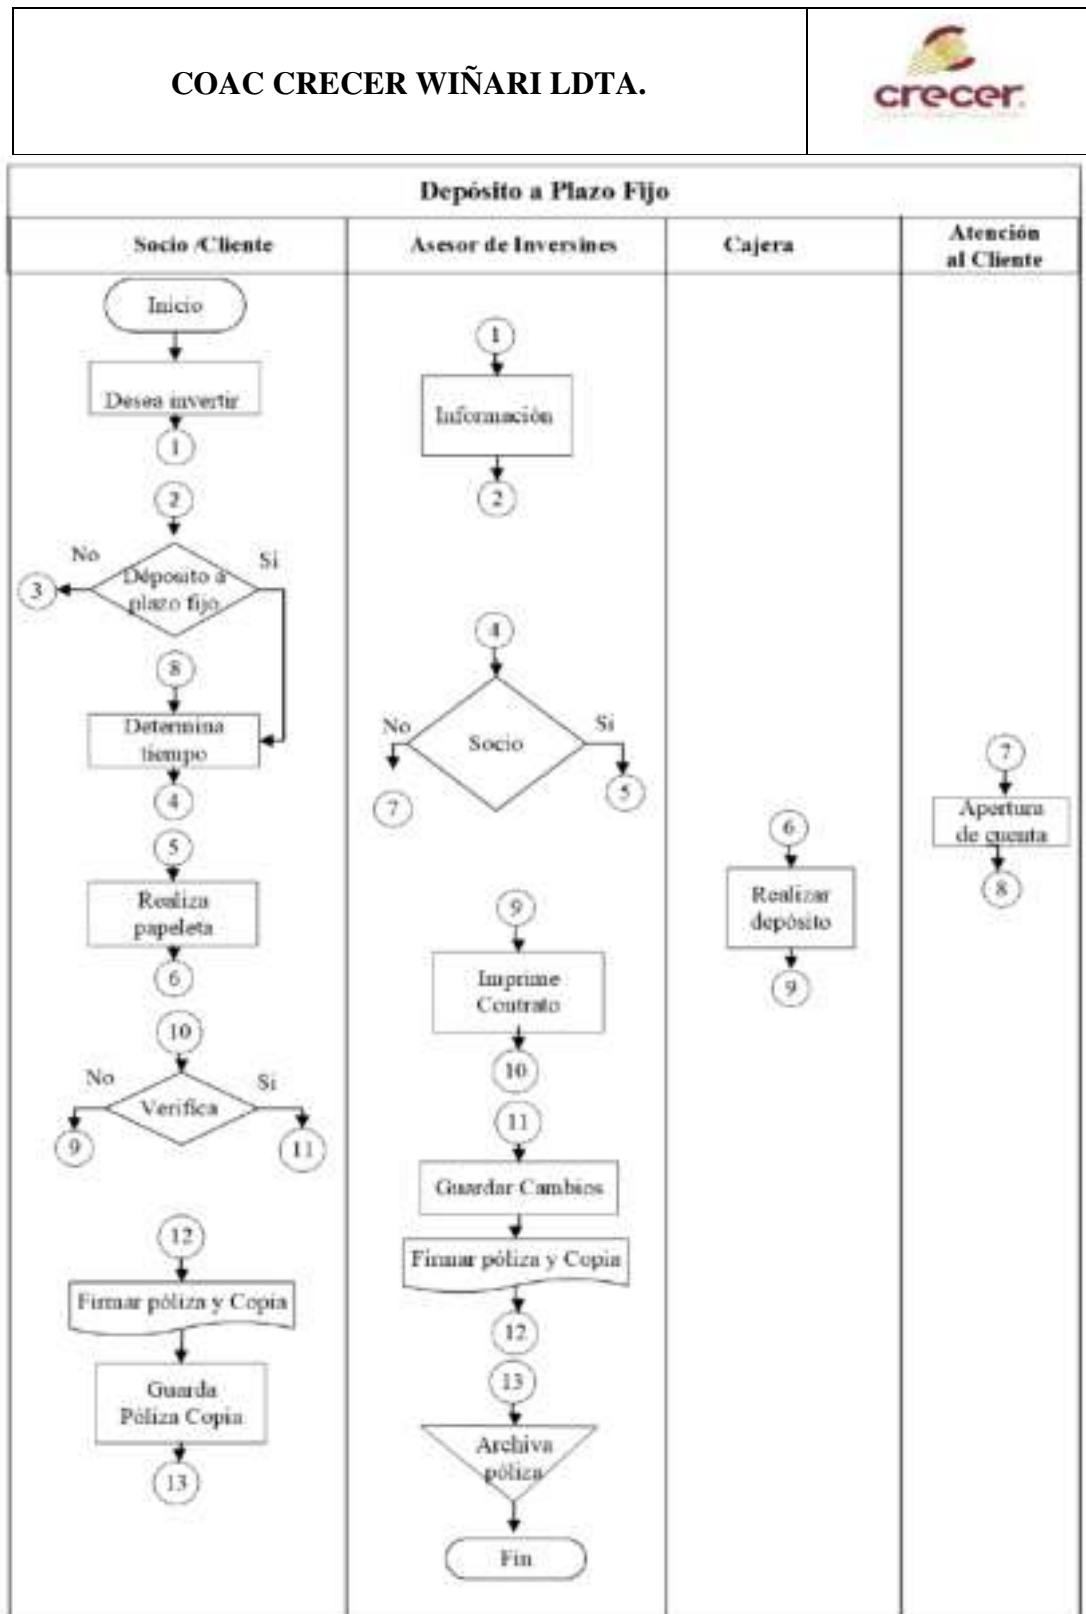 COAC CRECER WIÑARI LDTA.
crecer
Depósito a Plazo Fijo
Socio /Cliente
Asesor de Inversines
Cajera
Atención
al Cliente
Inicio
Desea invertir
1
2
No
Si
Déposito a
plazo fijo
3
8
Determina
tiempo
4
5
Realiza
papeleta
6
10
No
Si
Verifica
9
11
12
Firmar póliza y Copia
Guarda
Póliza Copia
13
1
Información
2
4
No
Si
Socio
7
5
9
Imprime
Contrato
10
11
Guardar Cambios
Firmar póliza y Copia
12
13
Archiva
póliza
Fin
6
Realizar
depósito
9
7
Apertura
de cuenta
8